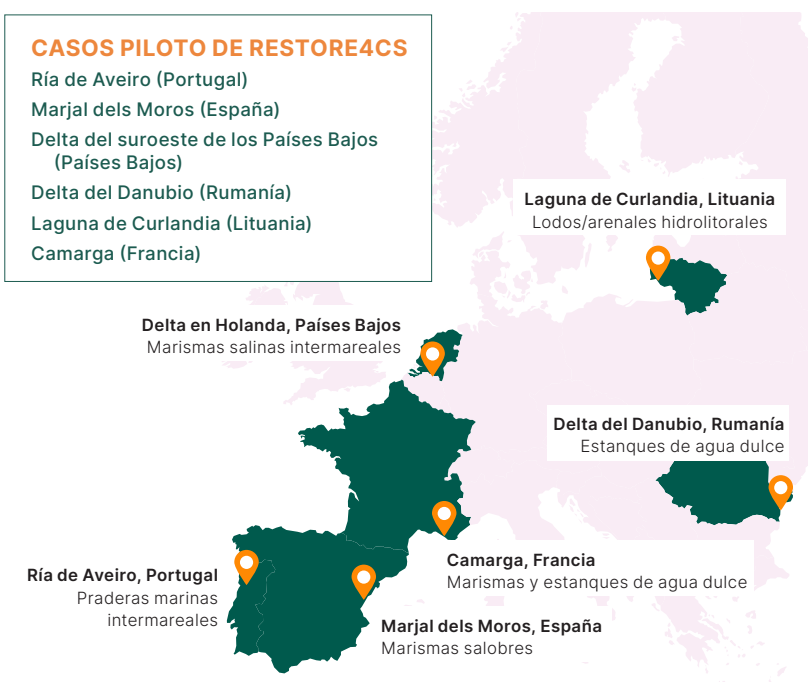 CASOS PILOTO DE RESTORE4CS
Ría de Aveiro (Portugal)
Marjal dels Moros (España)
Delta del suroeste de los Países Bajos
(Países Bajos)
Delta del Danubio (Rumanía)
Laguna de Curlandia (Lituania)
Camarga (Francia)
Laguna de Curlandia, Lituania
Lodos/arenales hidrolitorales
Delta en Holanda, Países Bajos
Marismas salinas intermareales
Delta del Danubio, Rumanía
Estanques de agua dulce
Camarga, Francia
Marismas y estanques de agua dulce
Ría de Aveiro, Portugal
Praderas marinas
intermareales
Marjal dels Moros, España
Marismas salobres